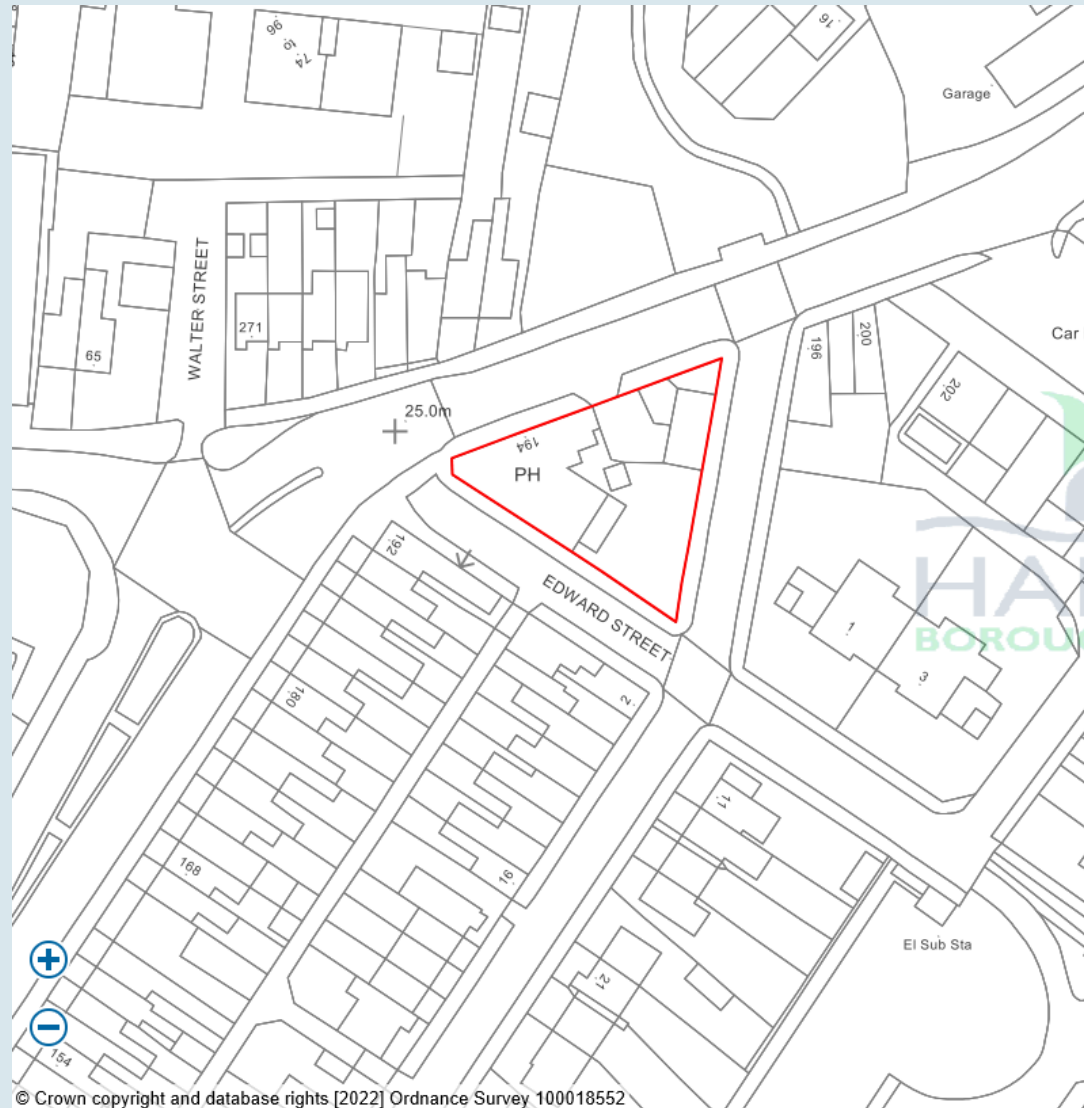 96
to
74
16
Garage
WALTER STREET
271
65
196
200
Car
202
25.0m
194
PH
192
EDWARD STREET
HA
BOROU
1
3
180
2
11
168
16
El Sub Sta
21
154
© Crown copyright and database rights [2022] Ordnance Survey 100018552